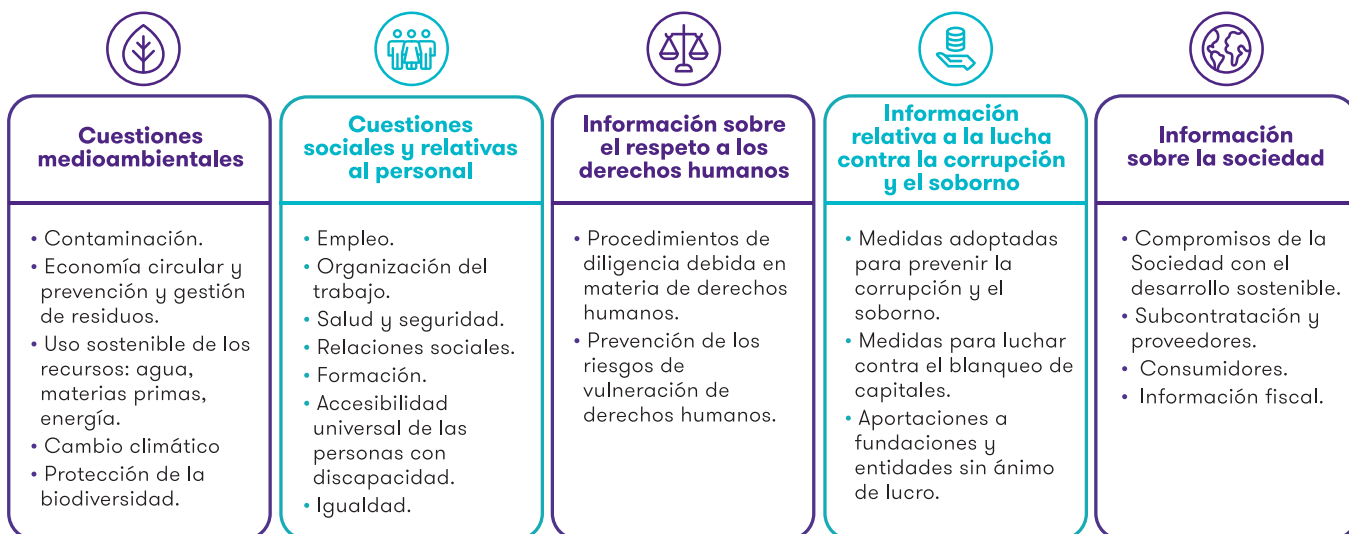 Cuestiones
medioambientales
• Contaminación.
• Economía circular y
prevención y gestión
de residuos.
• Uso sostenible de los
recursos: agua,
materias primas,
energía.
• Cambio climático
• Protección de la
biodiversidad.
Cuestiones
sociales y relativas
al personal
• Empleo.
• Organización del
trabajo.
• Salud y seguridad.
• Relaciones sociales.
• Formación.
• Accesibilidad
universal de las
personas con
discapacidad.
• Igualdad.
Información sobre
el respeto a los
derechos humanos
• Procedimientos de
diligencia debida en
materia de derechos
humanos.
• Prevención de los
riesgos de
vulneración de
derechos humanos.
Información
relativa a la lucha
contra la corrupción
y el soborno
• Medidas adoptadas
para prevenir la
corrupción y el
soborno.
• Medidas para luchar
contra el blanqueo de
capitales.
• Aportaciones a
fundaciones y
entidades sin ánimo
de lucro.
Información
sobre la sociedad
• Compromisos de la
Sociedad con el
desarrollo sostenible.
• Subcontratación y
proveedores.
• Consumidores.
• Información fiscal.